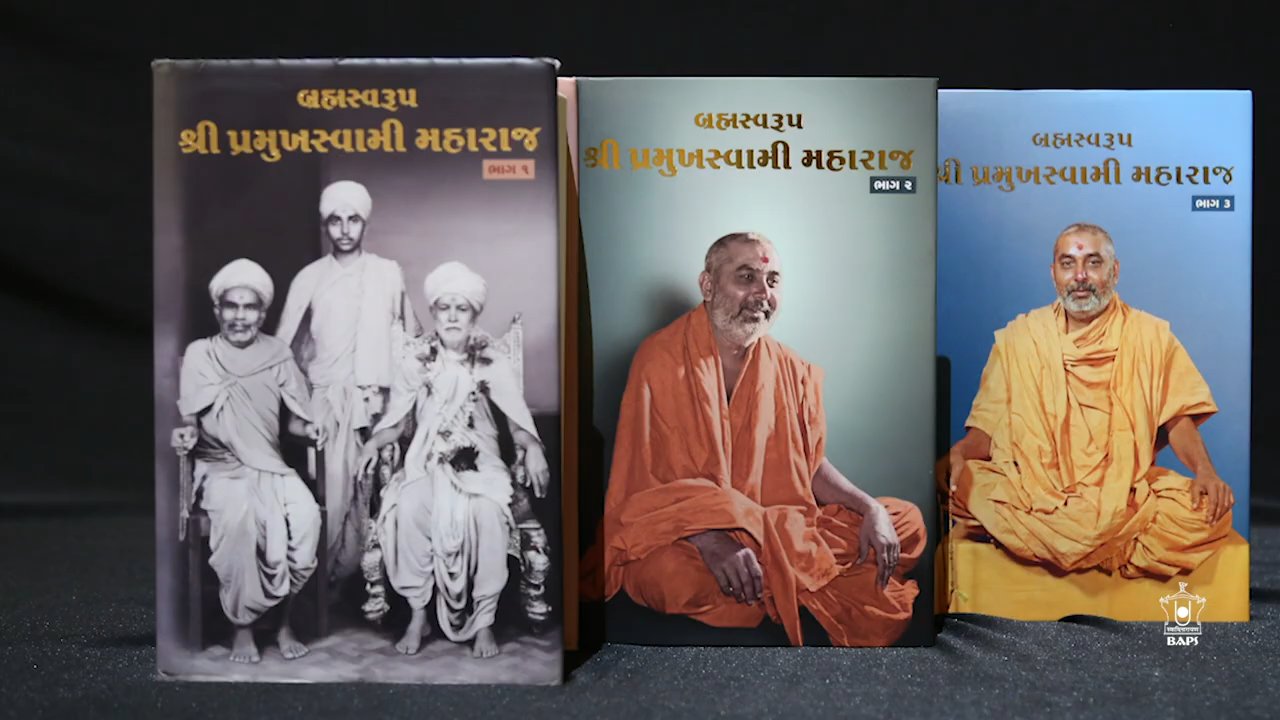 બ્રહ્મસ્વરૂપ
શ્રી પ્રમુખસ્વામી મહારાજ
ભાગ ૧
બ્રહ્મસ્વરૂપ
શ્રી પ્રમુખસ્વામી મહારાજ
ભાગ ૨
બ્રહ્મસ્વરૂપ
શ્રી પ્રમુખસ્વામી મહારાજ
ભાગ ૩
स्वामिनारायण
BAPS